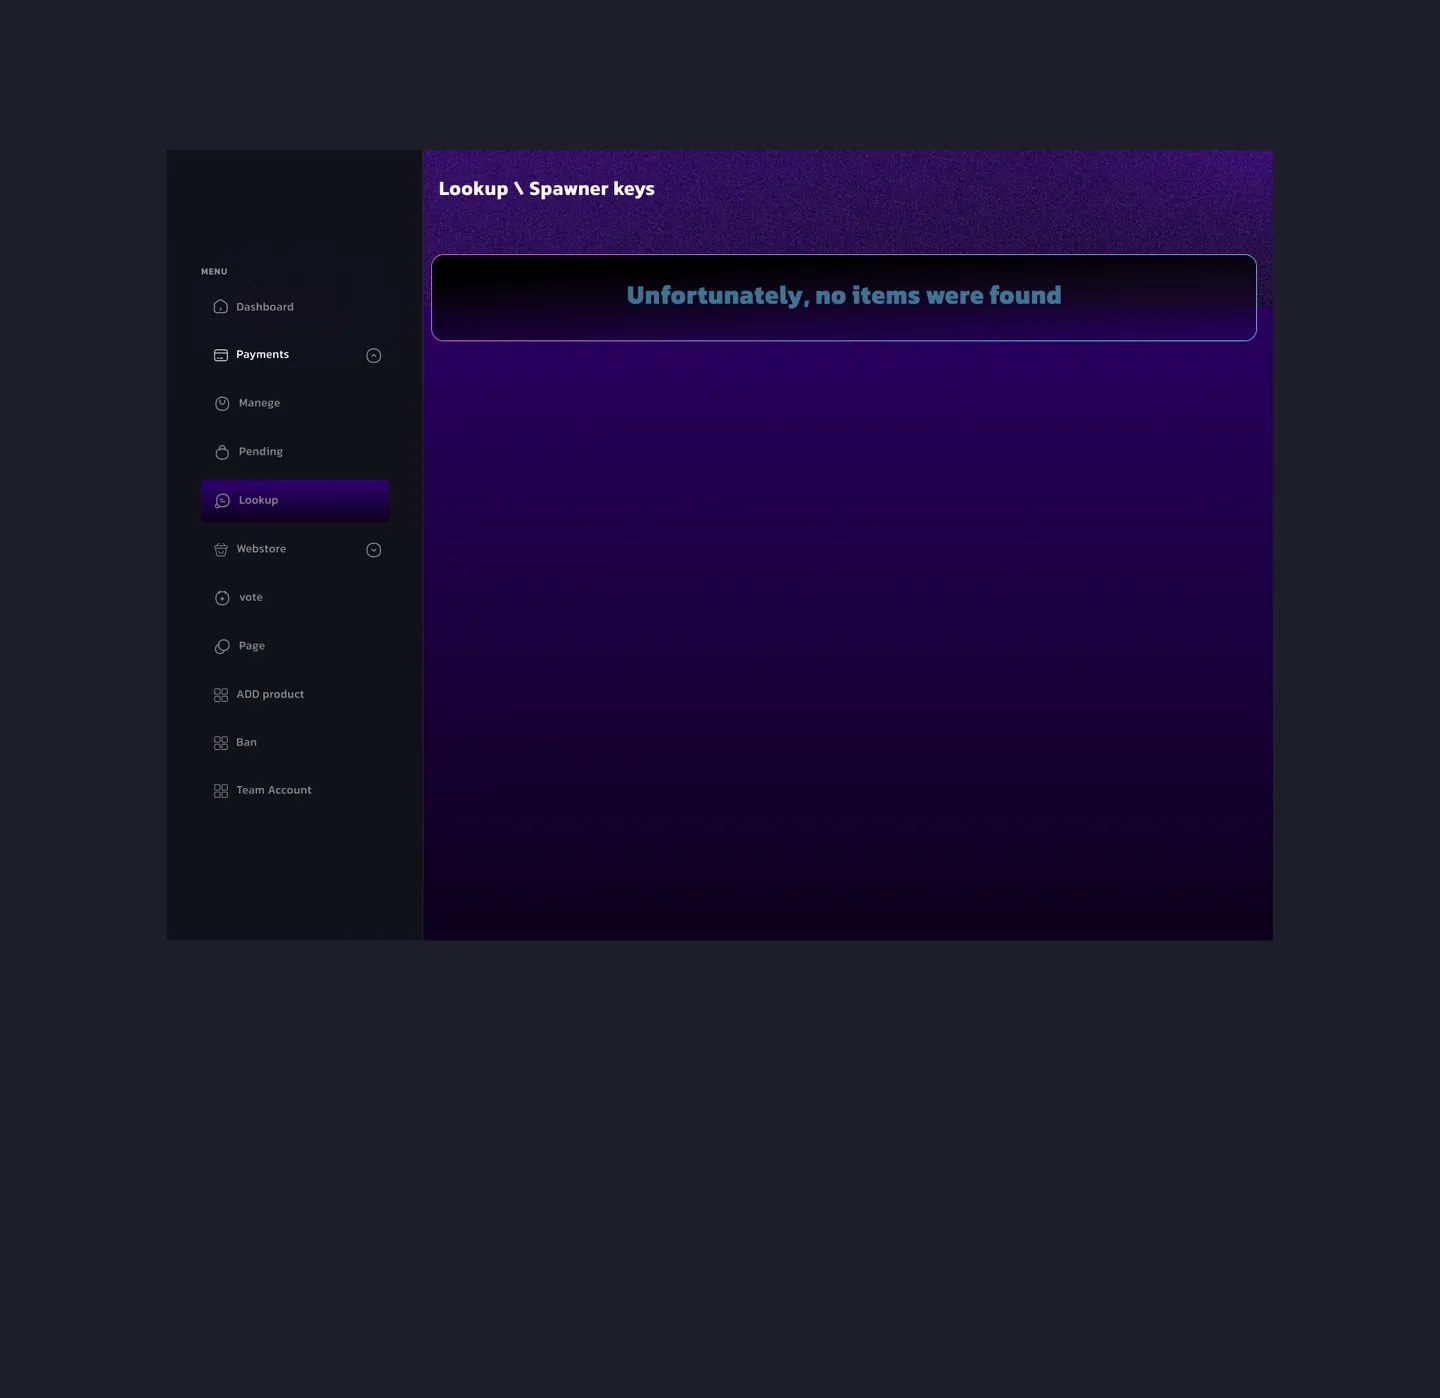 Lookup \ Spawner keys
Unfortunately, no items were found
MENU
Dashboard
Payments
Manege
Pending
Lookup
Webstore
vote
Page
ADD product
Ban
Team Account